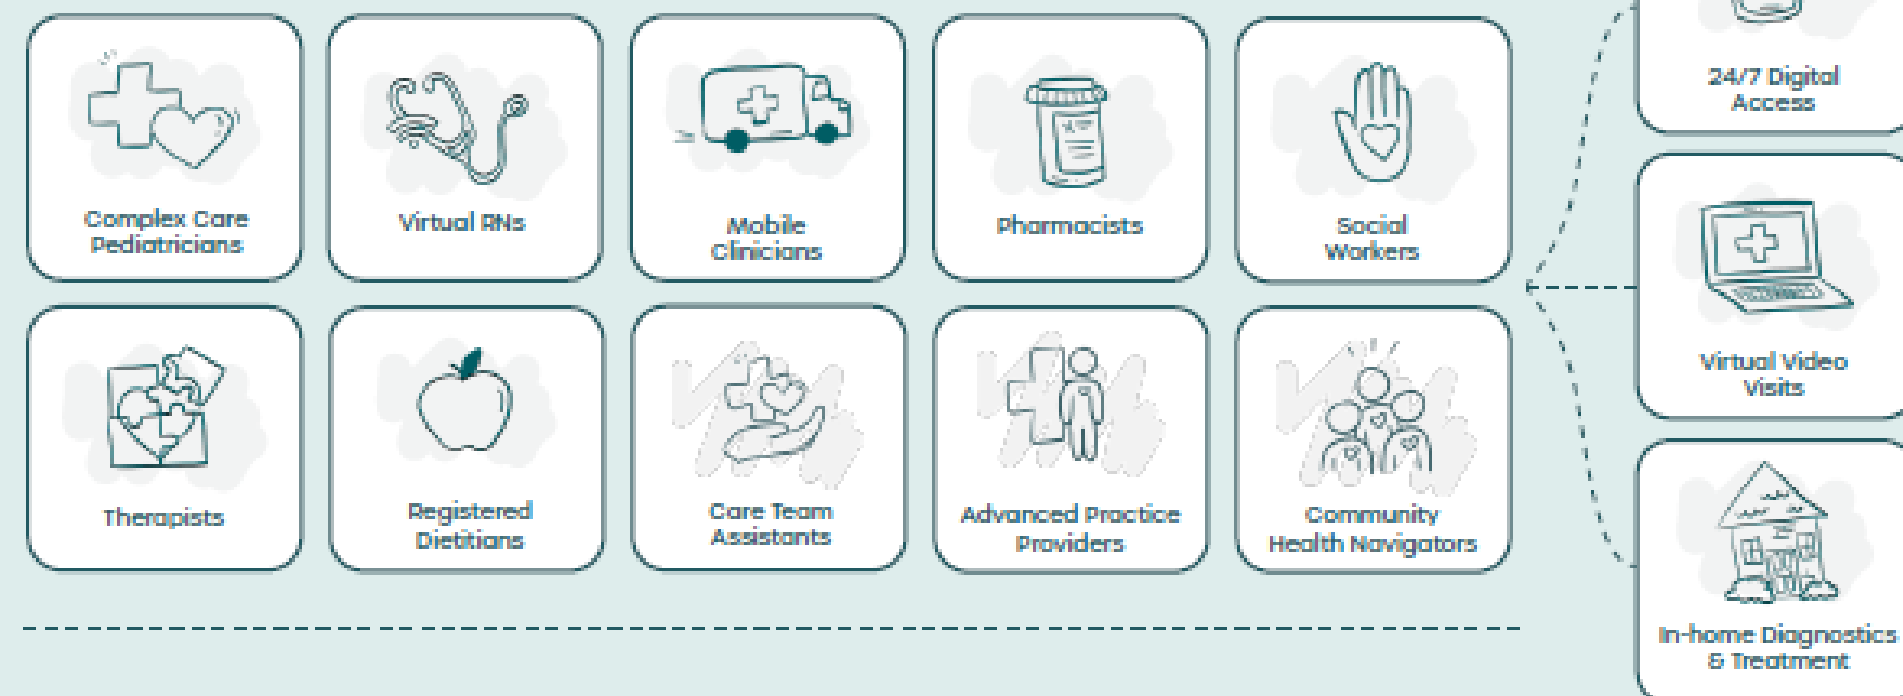 Complex Care
Pediatricians
Virtual RNs
Mobile
Clinicians
Pharmacists
Social
Workers
Therapists
Registered
Dietitians
Care Team
Assistants
Advanced Practice
Providers
Community
Health Navigators
24/7 Digital
Access
Virtual Video
Visits
In-home Diagnostics
& Treatment